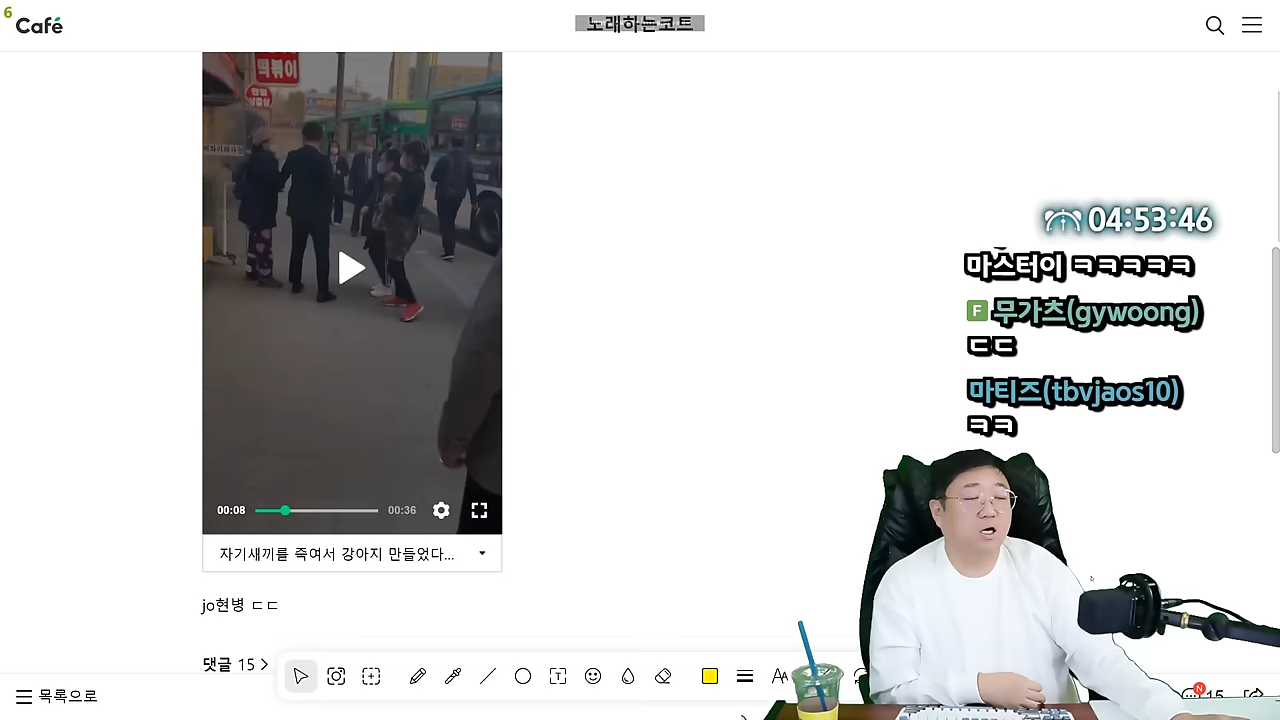 6
Café
노래하는코트
떡볶이
04:53:46
마스터이 ㅋㅋㅋㅋㅋ
F 무가츠(gywoong)
ㄷㄷ
마티즈(tbvjaos10)
ㅋㅋ
00:08
00:36
자기새끼를 죽여서 강아지 만들었다...
jo현병 ㄷㄷ
댓글 15
T
AA
목록으로
N
15